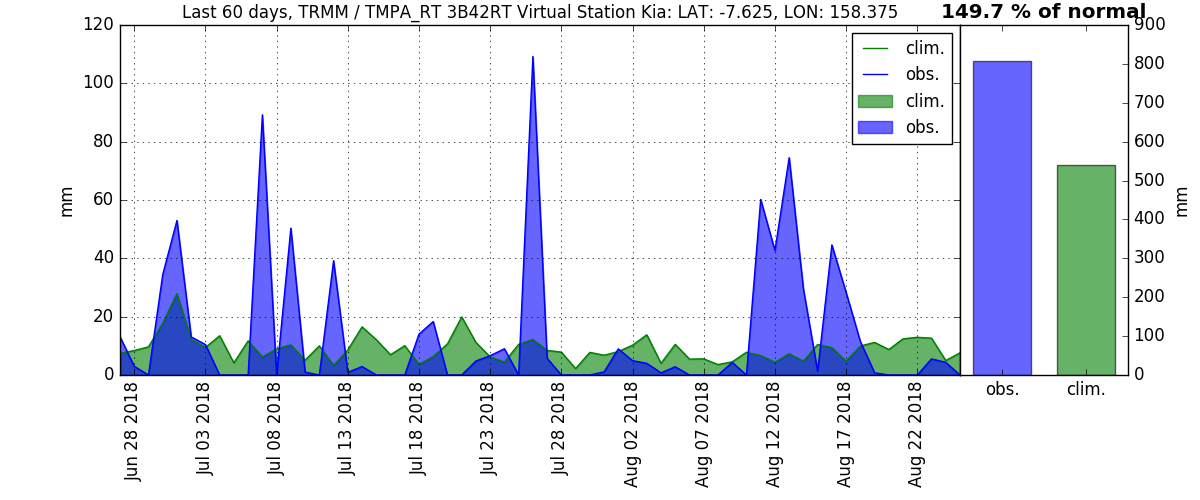 Last 60 days, TRMM / TMPA_RT 3B42RT Virtual Station Kia: LAT: -7.625, LON: 158.375
149.7 % of normal
120
100
80
60
40
20
0
mm
clim.
obs.
clim.
obs.
900
800
700
600
500
400
300
200
100
0
mm
Jun 28 2018
Jul 03 2018
Jul 08 2018
Jul 13 2018
Jul 18 2018
Jul 23 2018
Jul 28 2018
Aug 02 2018
Aug 07 2018
Aug 12 2018
Aug 17 2018
Aug 22 2018
obs.
clim.